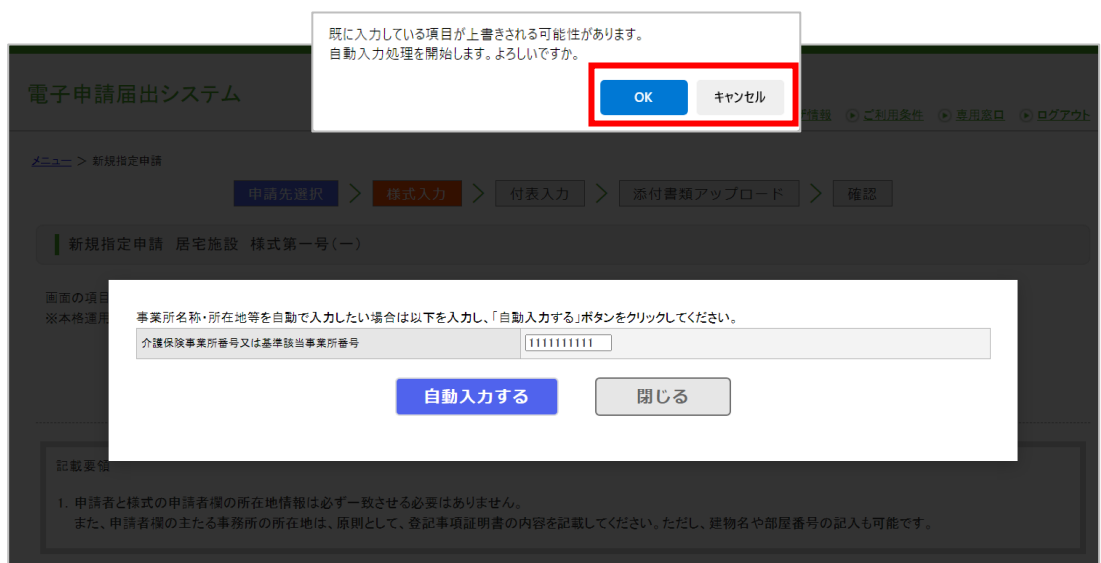 既に入力している項目が上書きされる可能性があります。
自動入力処理を開始します。よろしいですか。
OK キャンセル
電子申請届出システム
情報 ご利用条件 専用窓口 ログアウト
メニュー > 新規指定申請
申請先選択 > 様式入力 > 付表入力 > 添付書類アップロード > 確認
新規指定申請 居宅施設 様式第一号(一)
画面の項目
※本格運用
事業所名称・所在地等を自動で入力したい場合は以下を入力し、「自動入力する」ボタンをクリックしてください。
介護保険事業所番号又は基準該当事業所番号 1111111111
自動入力する 閉じる
記載要領
1. 申請者と様式の申請者欄の所在地情報は必ず一致させる必要はありません。
また、申請者欄の主たる事務所の所在地は、原則として、登記事項証明書の内容を記載してください。ただし、建物名や部屋番号の記入も可能です。